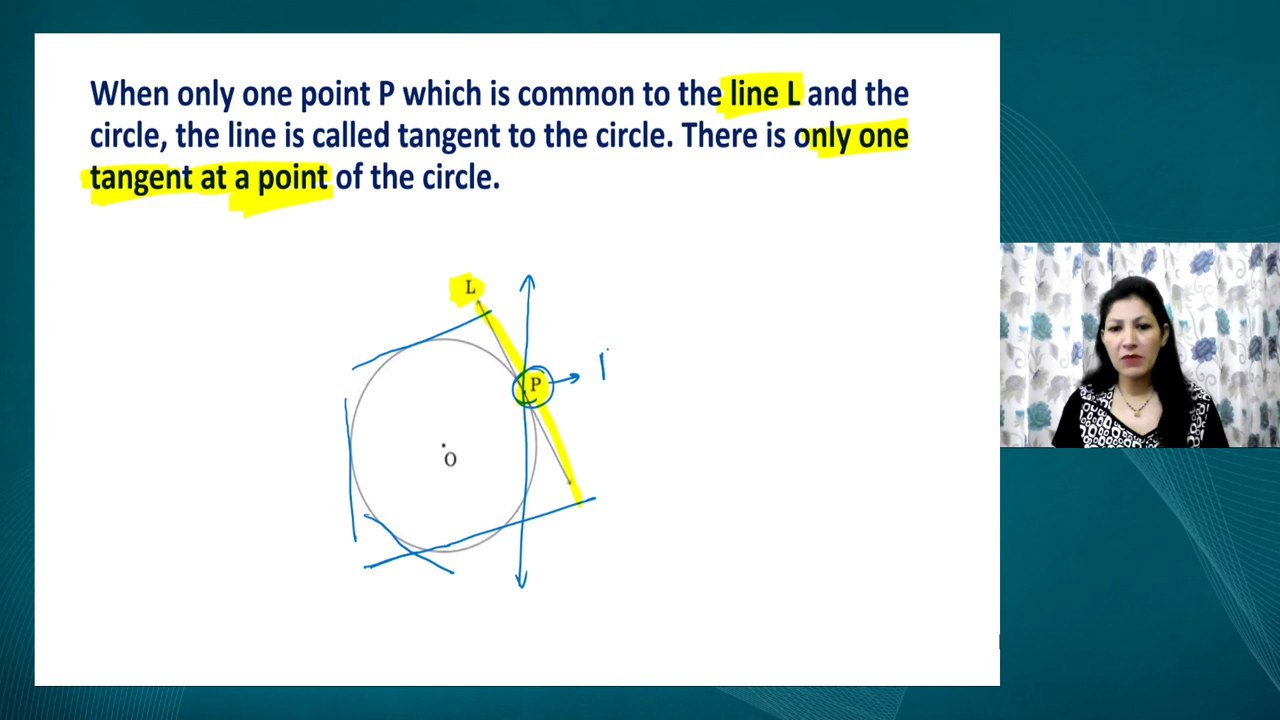 When only one point P which is common to the line L and the
circle, the line is called tangent to the circle. There is only one
tangent at a point of the circle.
L
P
O